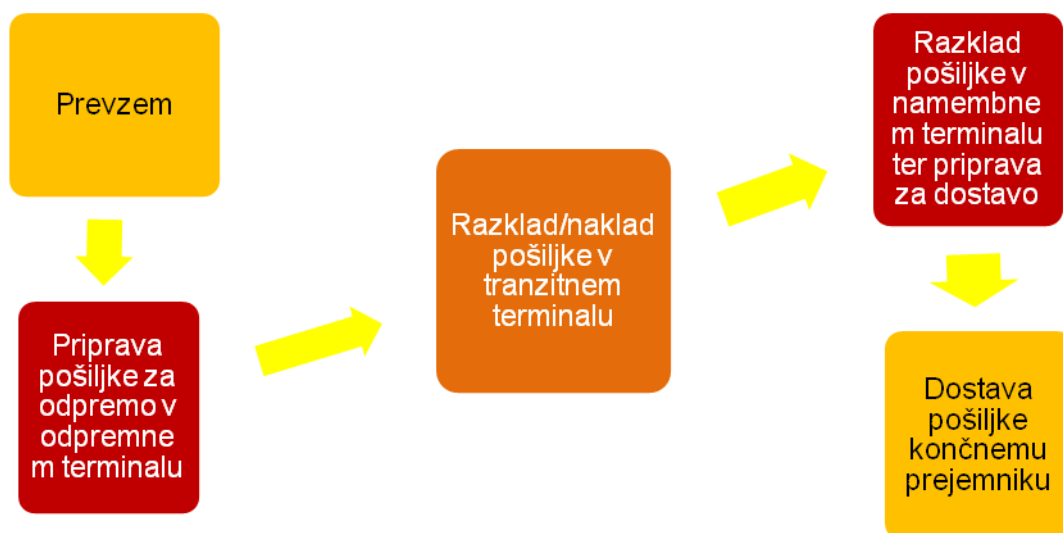 Prevzem
Priprava
pošiljke za
odpremo v
odpremne
m terminalu
Razklad/naklad
pošiljke v
tranzitnem
terminalu
Razklad
pošiljke v
namembne
m terminalu
ter priprava
za dostavo
Dostava
pošiljke
končnemu
prejemniku